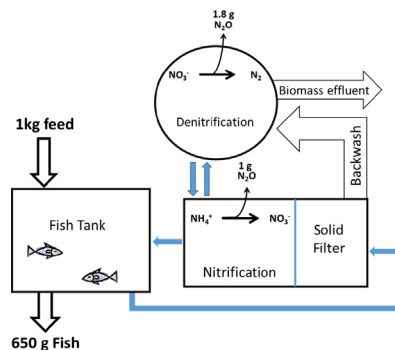 1.8 g
N₂O
NO₃⁻ N₂
Denitrification
Biomass effluent
Backwash
1kg feed
1 g
N₂O
NH₄⁺ NO₃⁻
Fish Tank
Solid
Filter
Nitrification
650 g Fish